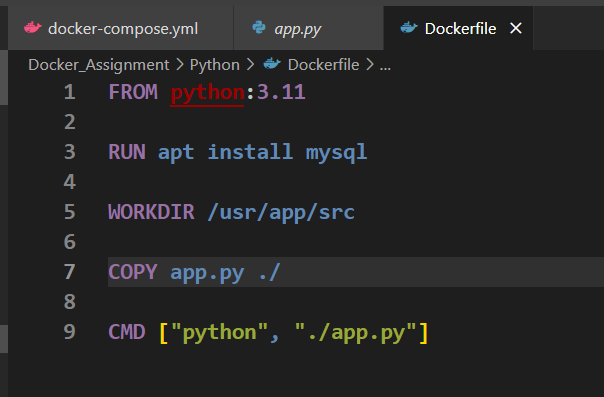 docker-compose.yml app.py Dockerfile
Docker_Assignment > Python > Dockerfile > ...
1 FROM python:3.11
2
3 RUN apt install mysql
4
5 WORKDIR /usr/app/src
6
7 COPY app.py ./
8
9 CMD ["python", "./app.py"]